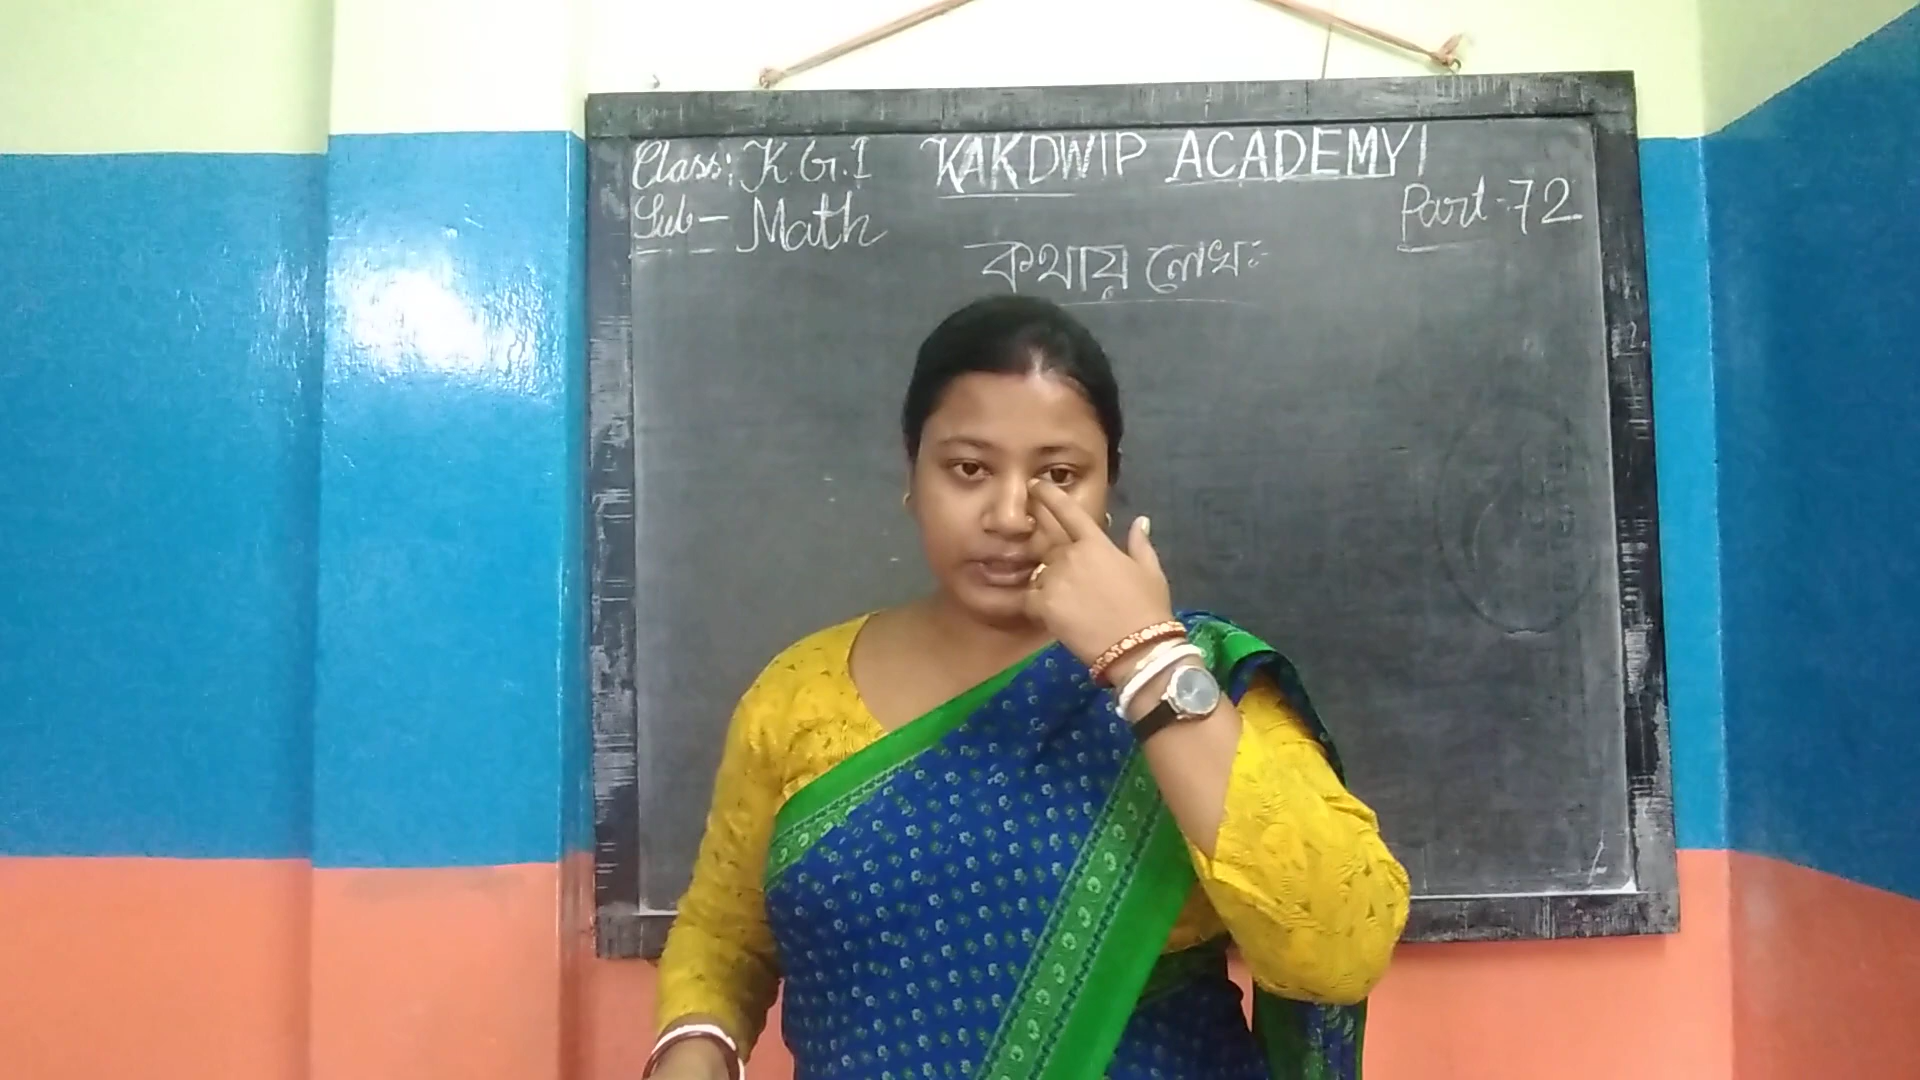 Class: K.G.I
KAKDWIP ACADEMY
Sub- Math
Part-72
কথায় লেখঃ-